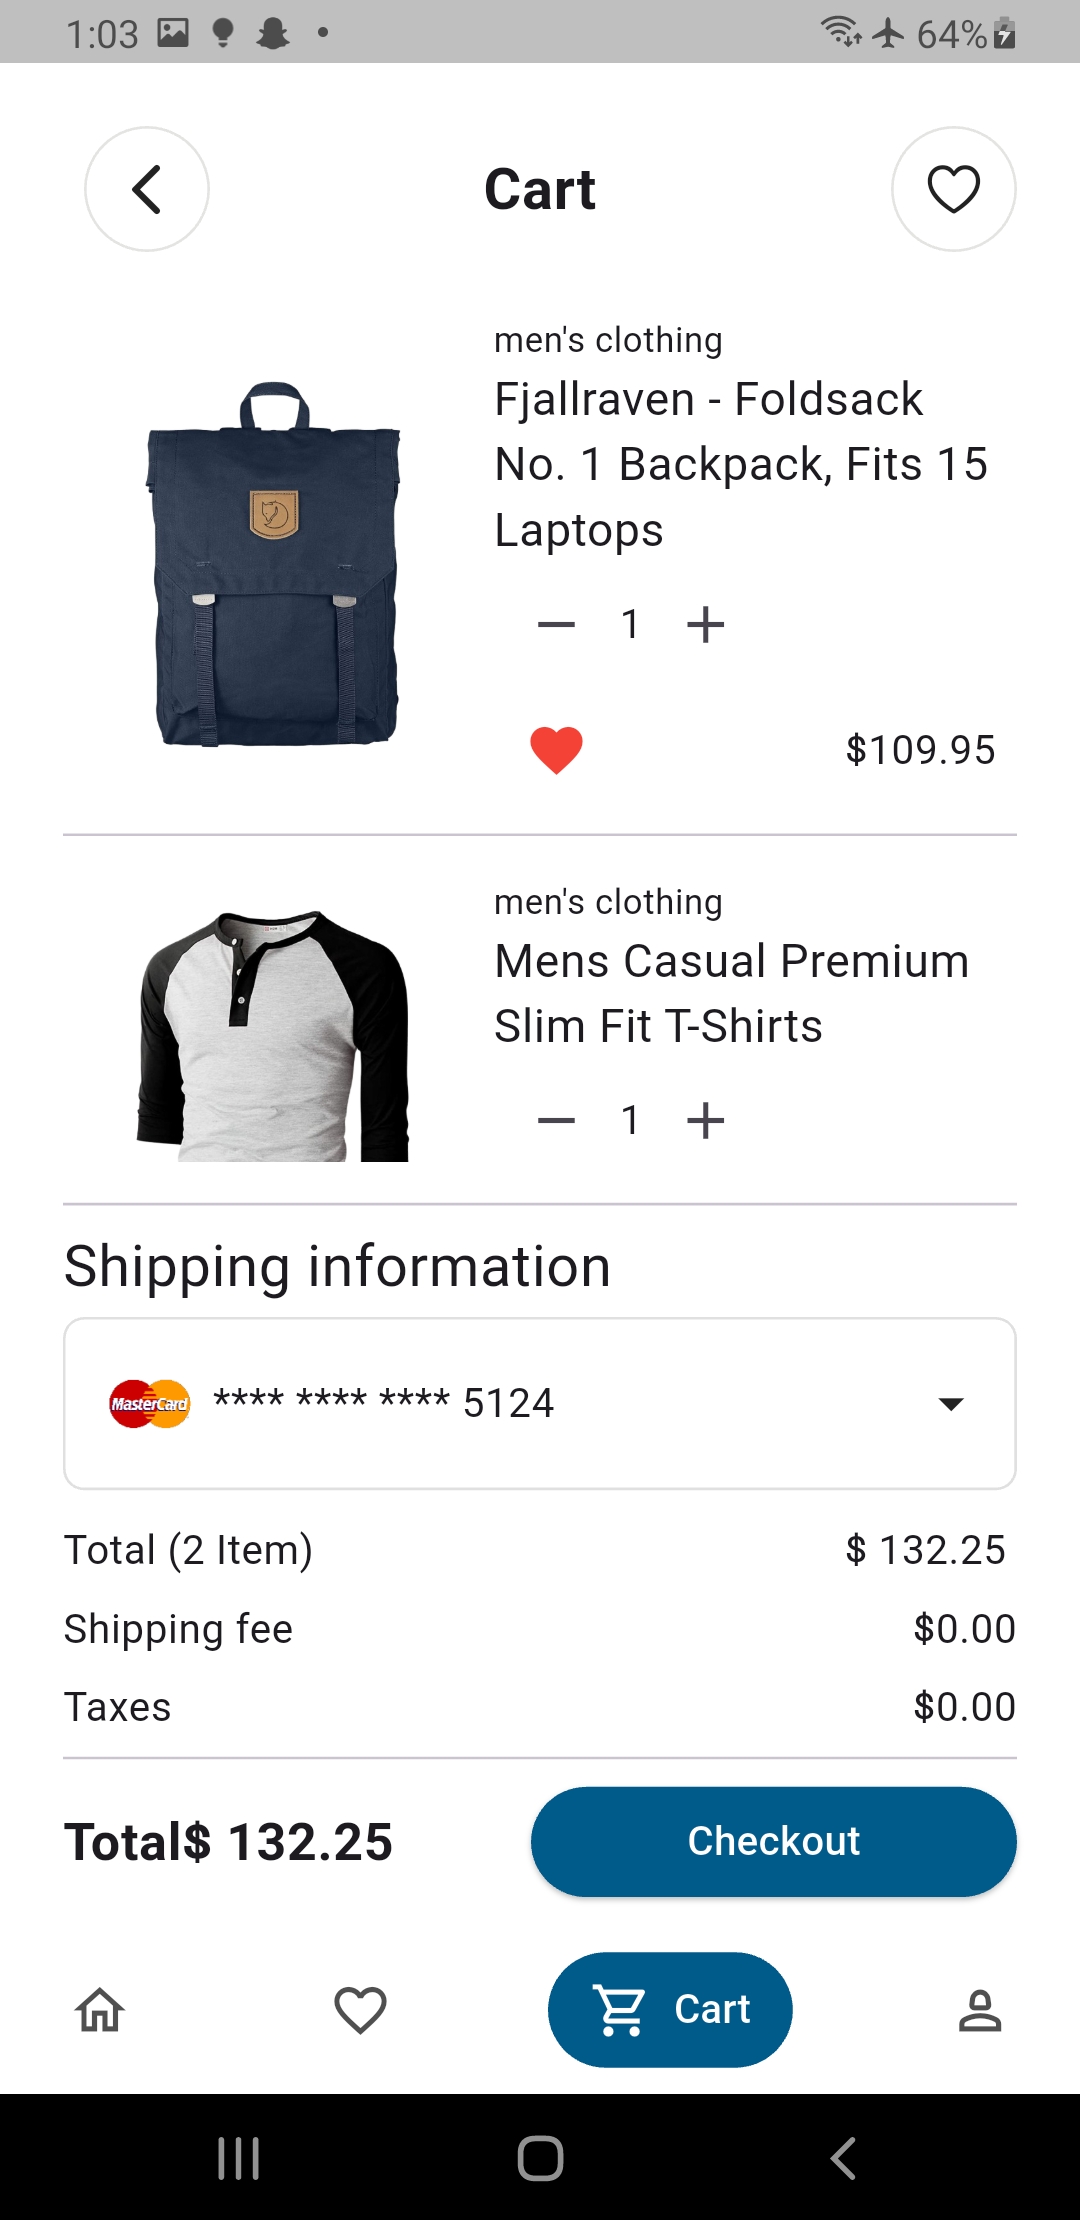 1:03
64%
Cart
men's clothing
Fjallraven - Foldsack
No. 1 Backpack, Fits 15
Laptops
1
$109.95
men's clothing
Mens Casual Premium
Slim Fit T-Shirts
1
Shipping information
MasterCard **** **** **** 5124
Total (2 Item) $ 132.25
Shipping fee $0.00
Taxes $0.00
Total$ 132.25 Checkout
Cart